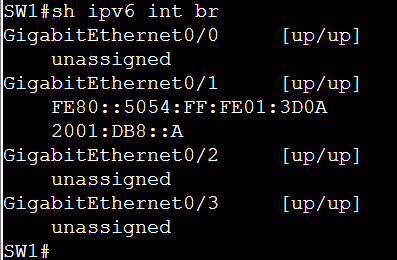 SW1#sh ipv6 int br
GigabitEthernet0/0     [up/up]
    unassigned
GigabitEthernet0/1     [up/up]
    FE80::5054:FF:FE01:3D0A
    2001:DB8::A
GigabitEthernet0/2     [up/up]
    unassigned
GigabitEthernet0/3     [up/up]
    unassigned
SW1#